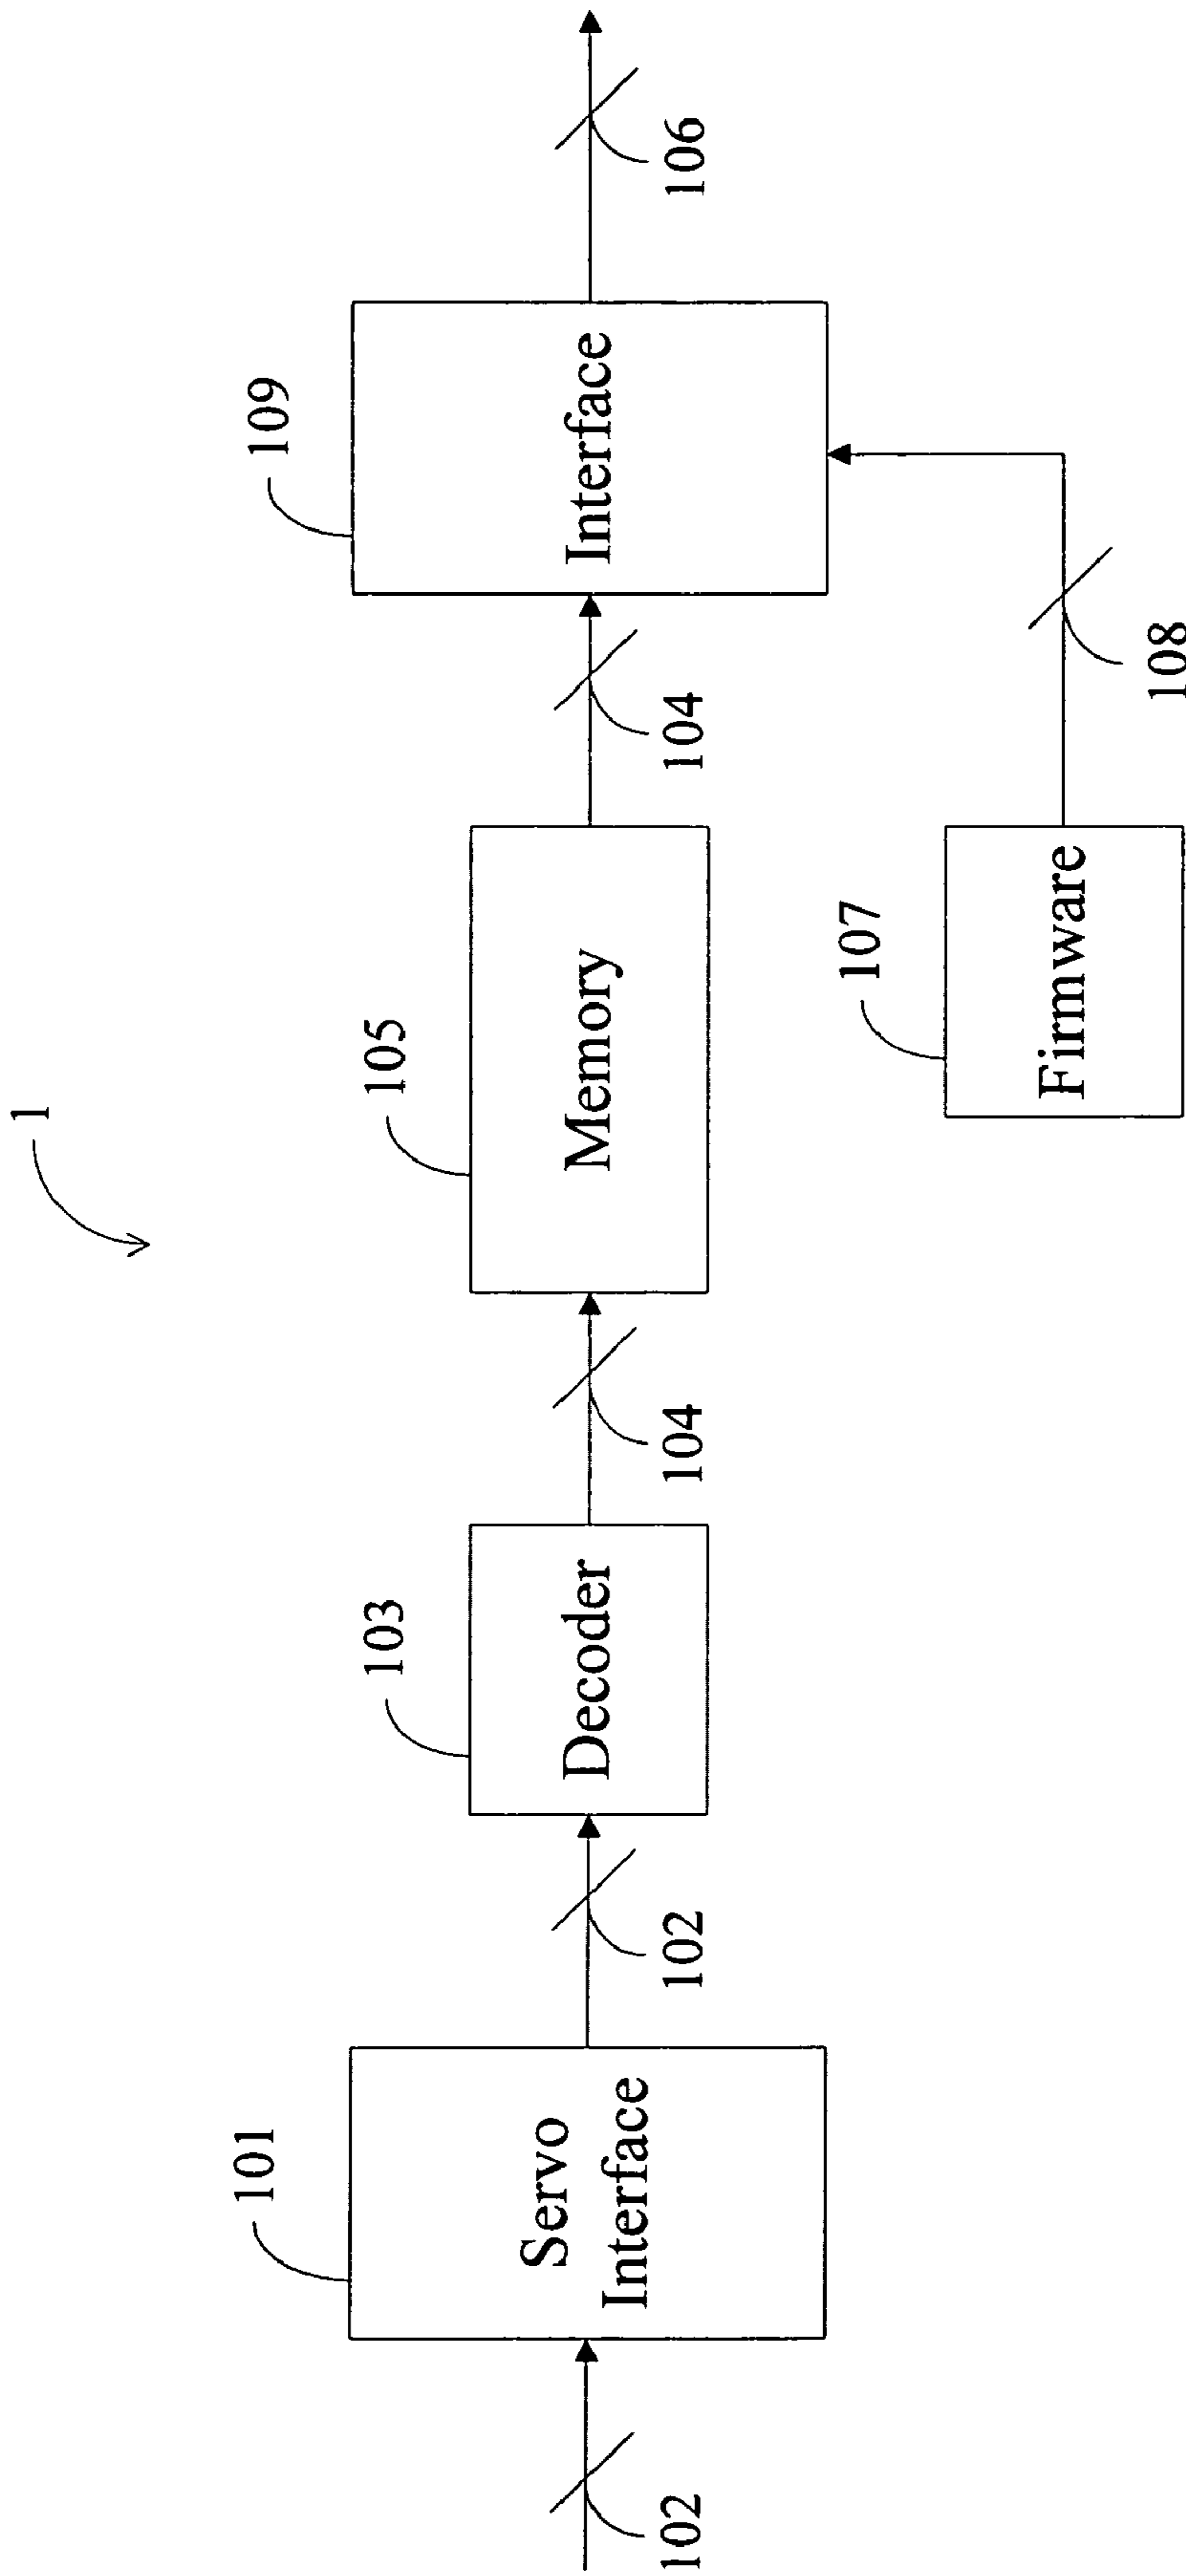 1
101
Servo
Interface
102
102
103
Decoder
104
105
Memory
104
109
Interface
106
107
Firmware
108